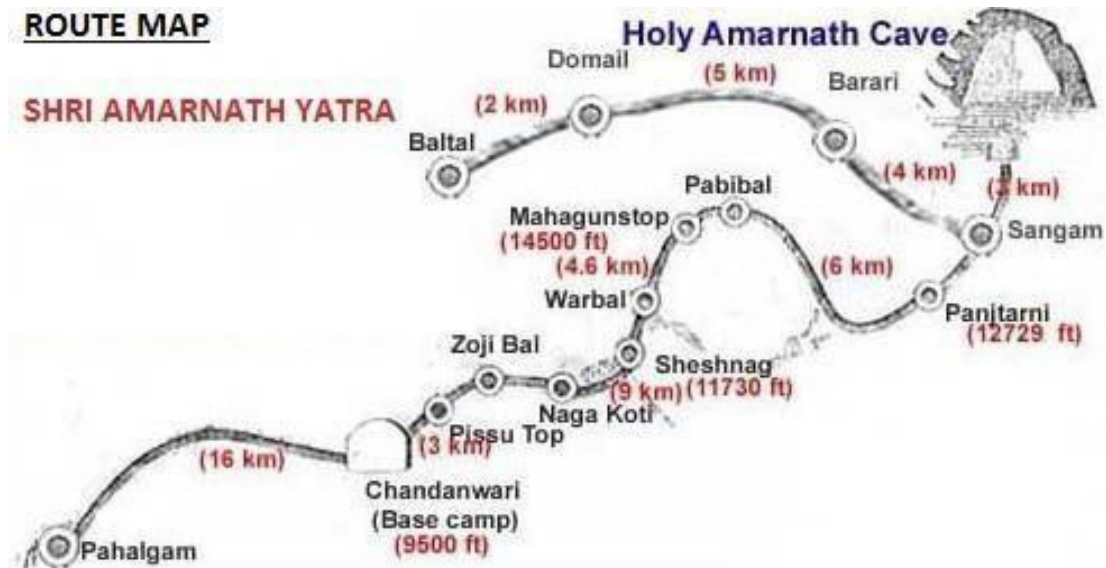 ROUTE MAP
Holy Amarnath Cave
SHRI AMARNATH YATRA
Domail
(5 km)
Barari
(2 km)
Baltal
(4 km)
(3 km)
Pabibal
Mahagunstop
(14500 ft)
Sangam
(4.6 km)
(6 km)
Warbal
Panjtarni
(12729 ft)
Zoji Bal
Sheshnag
(9 km)
(11730 ft)
Naga Koti
Pissu Top
(3 km)
(16 km)
Chandanwari
(Base camp)
(9500 ft)
Pahalgam